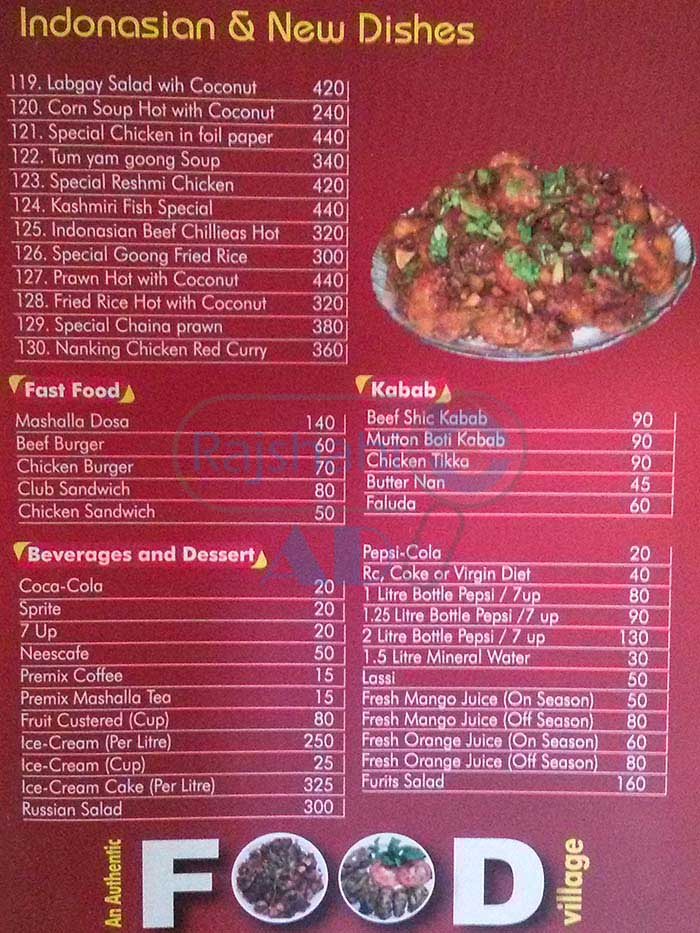 Indonasian & New Dishes
119. Labgay Salad wih Coconut 420
120. Corn Soup Hot with Coconut 240
121. Special Chicken in foil paper 440
122. Tum yam goong Soup 340
123. Special Reshmi Chicken 420
124. Kashmiri Fish Special 440
125. Indonasian Beef Chillieas Hot 320
126. Special Goong Fried Rice 300
127. Prawn Hot with Coconut 440
128. Fried Rice Hot with Coconut 320
129. Special Chaina prawn 380
130. Nanking Chicken Red Curry 360
Fast Food
Mashalla Dosa 140
Beef Burger 60
Chicken Burger 70
Club Sandwich 80
Chicken Sandwich 50
Kabab
Beef Shic Kabab 90
Mutton Boti Kabab 90
Chicken Tikka 90
Butter Nan 45
Faluda 60
Beverages and Dessert
Coca-Cola 20
Sprite 20
7 Up 20
Neescafe 50
Premix Coffee 15
Premix Mashalla Tea 15
Fruit Custered (Cup) 80
Ice-Cream (Per Litre) 250
Ice-Cream (Cup) 25
Ice-Cream Cake (Per Litre) 325
Russian Salad 300
Pepsi-Cola 20
Rc, Coke or Virgin Diet 40
1 Litre Bottle Pepsi / 7up 80
1.25 Litre Bottle Pepsi /7 up 90
2 Litre Bottle Pepsi / 7 up 130
1.5 Litre Mineral Water 30
Lassi 50
Fresh Mango Juice (On Season) 50
Fresh Mango Juice (Off Season) 80
Fresh Orange Juice (On Season) 60
Fresh Orange Juice (Off Season) 80
Furits Salad 160
An Authentic
FOOD
village